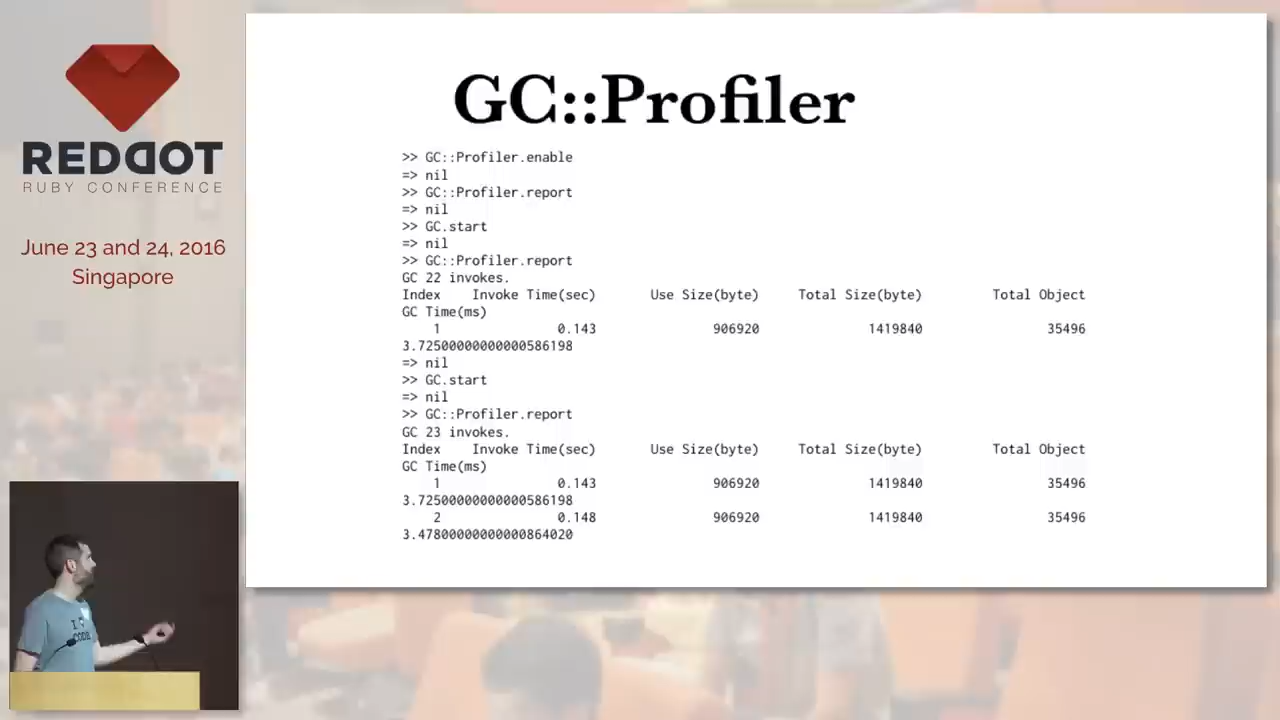 REDDOT
RUBY CONFERENCE
June 23 and 24, 2016
Singapore
GC::Profiler
>> GC::Profiler.enable
=> nil
>> GC::Profiler.report
=> nil
>> GC.start
=> nil
>> GC::Profiler.report
GC 22 invokes.
Index    Invoke Time(sec)       Use Size(byte)     Total Size(byte)         Total Object
GC Time(ms)
    1               0.143               906920              1419840                35496
3.72500000000000586198
=> nil
>> GC.start
=> nil
>> GC::Profiler.report
GC 23 invokes.
Index    Invoke Time(sec)       Use Size(byte)     Total Size(byte)         Total Object
GC Time(ms)
    1               0.143               906920              1419840                35496
3.72500000000000586198
    2               0.148               906920              1419840                35496
3.47800000000000864020
I
CODE